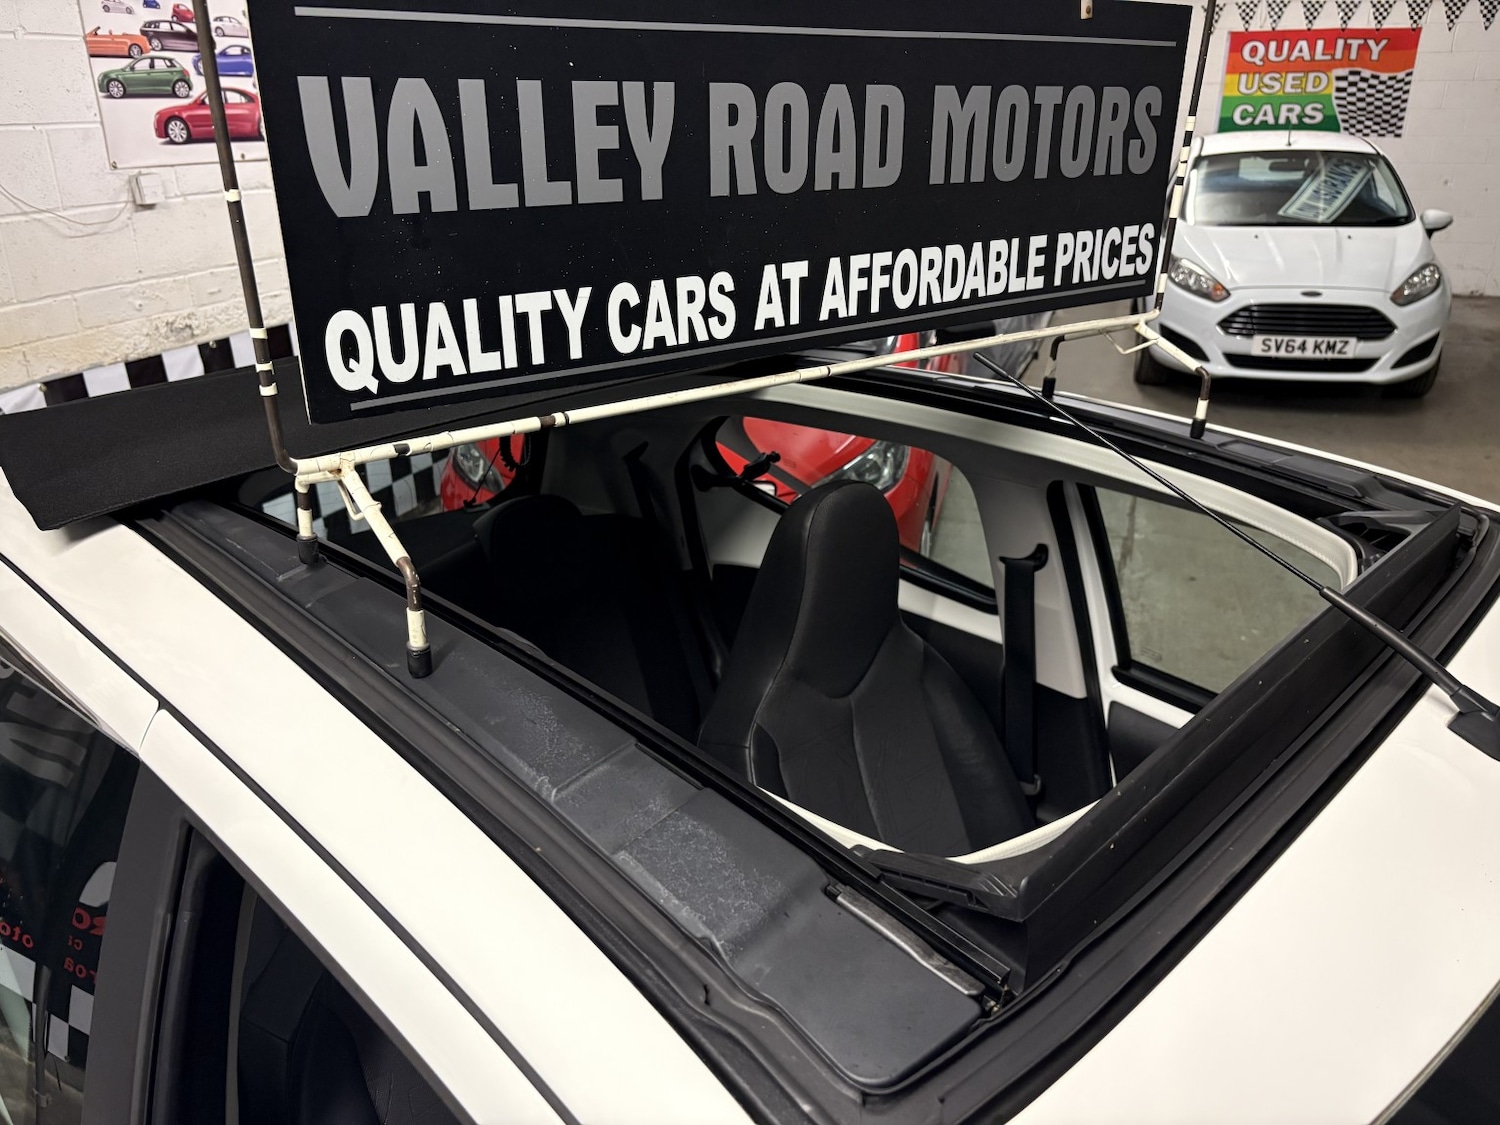 VALLEY ROAD MOTORS
QUALITY CARS AT AFFORDABLE PRICES
QUALITY
USED
CARS
SV64 KMZ